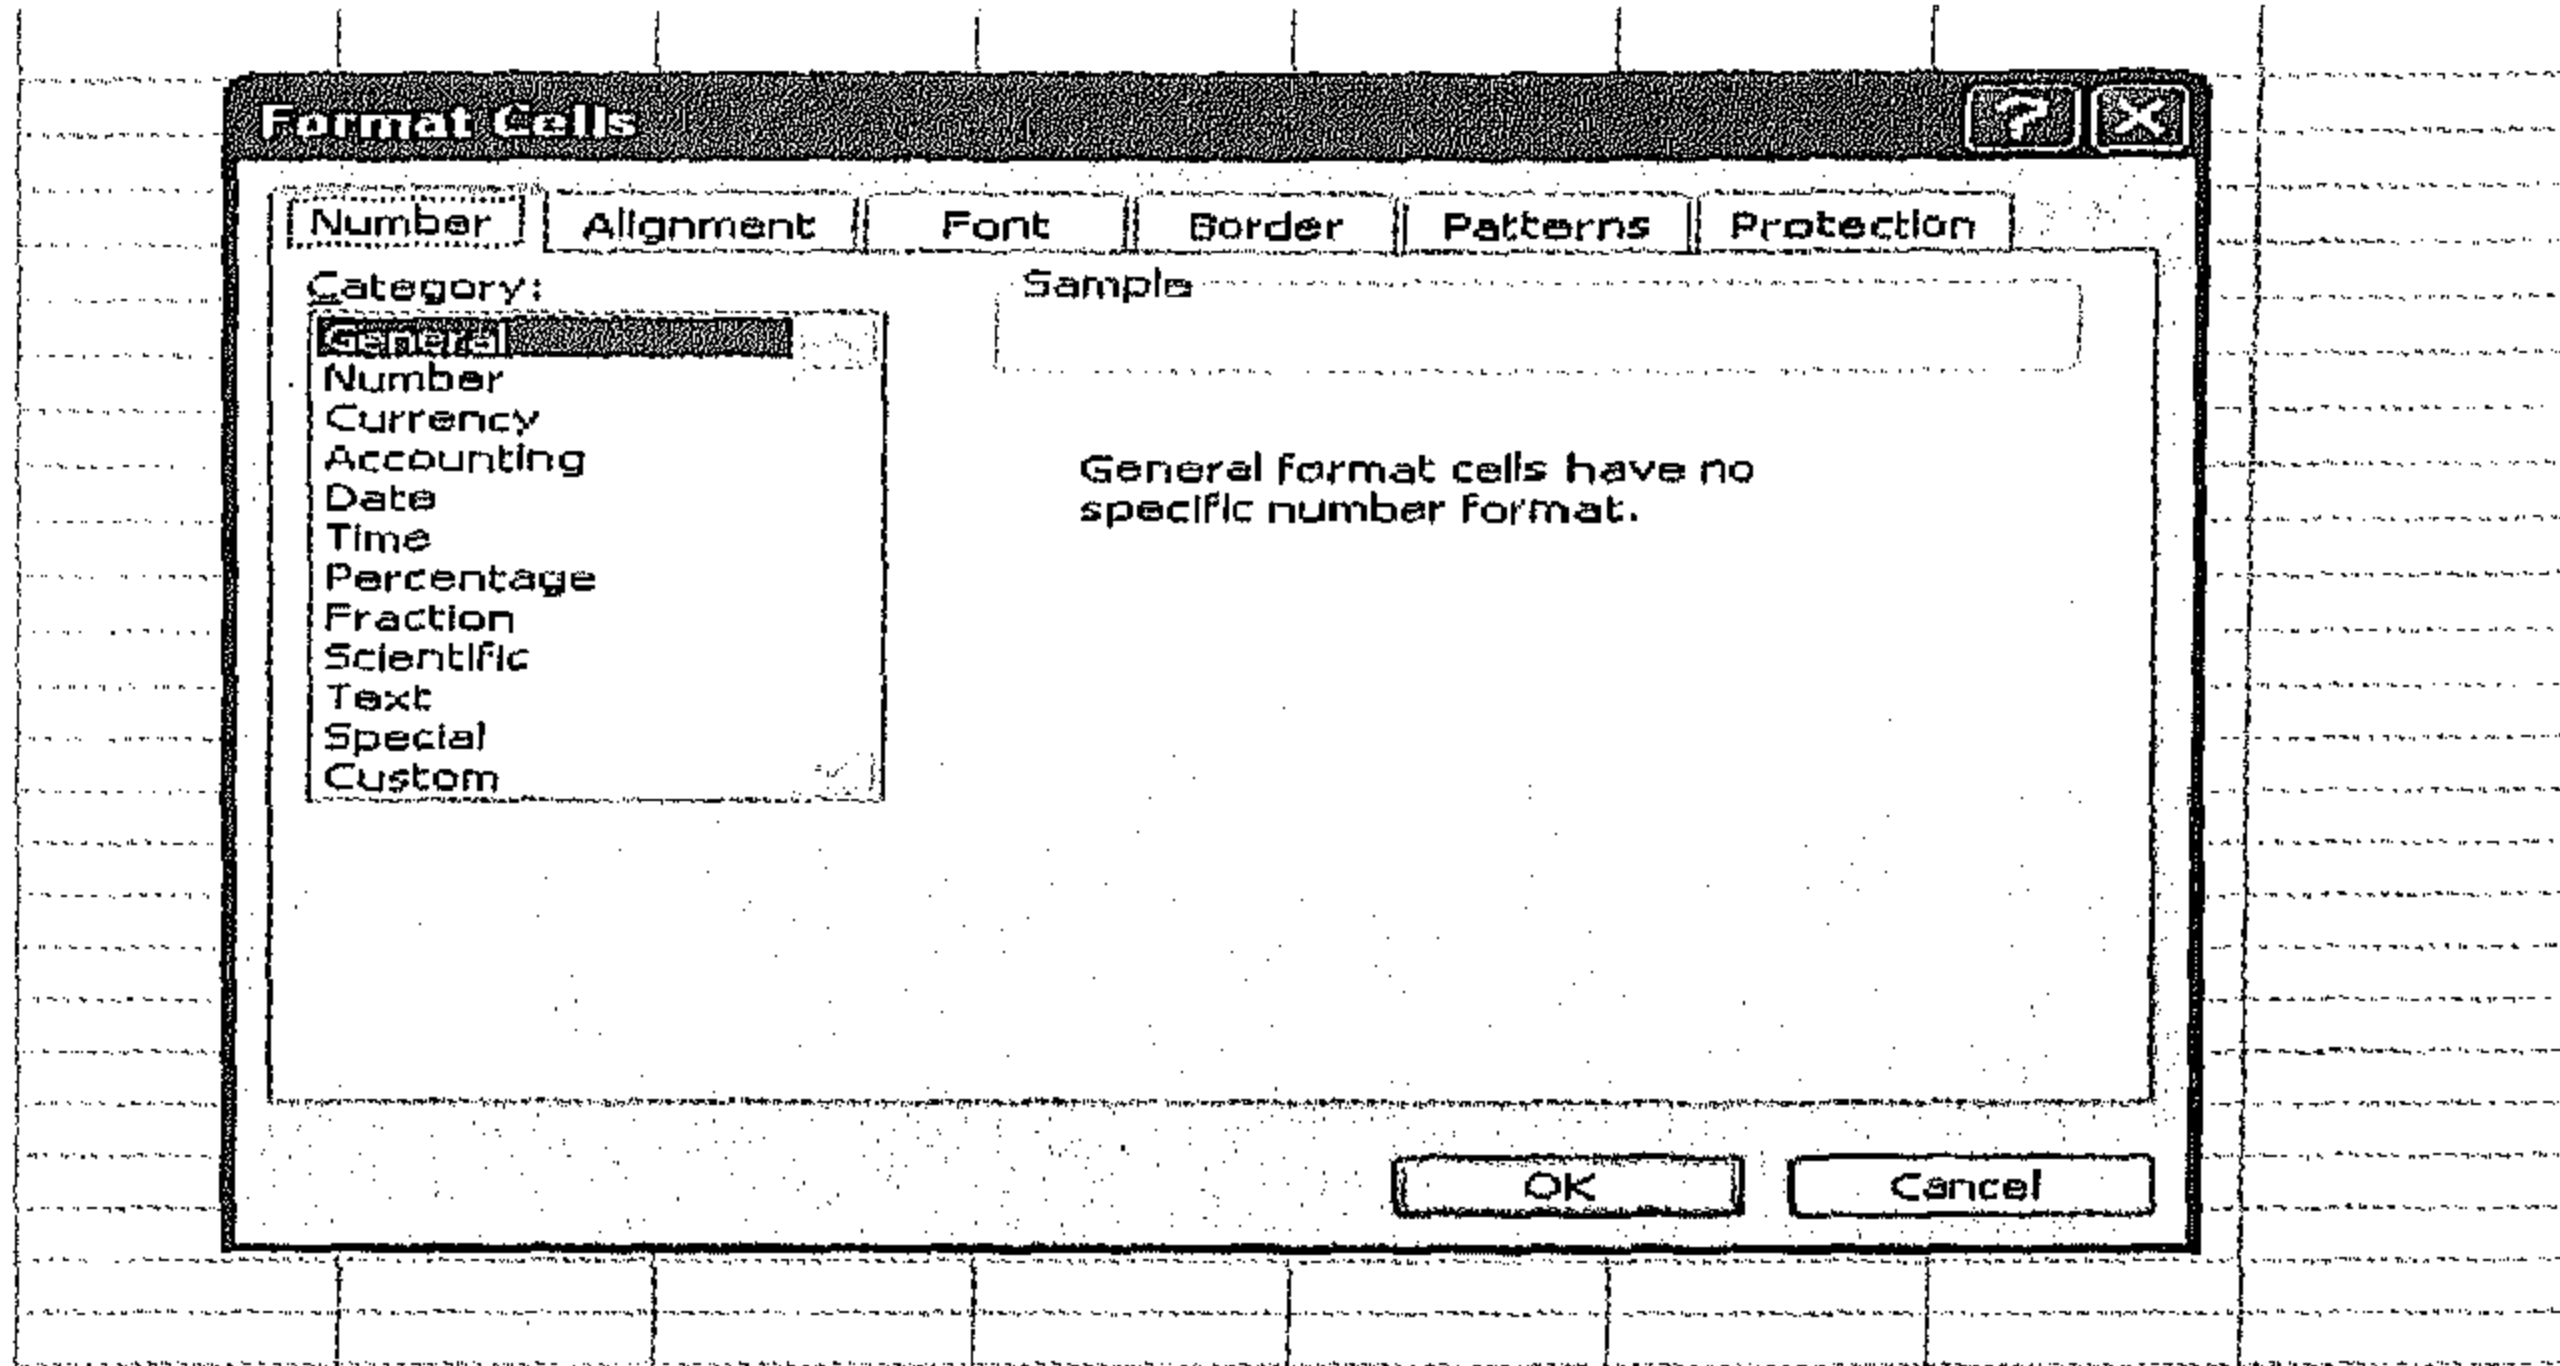 Format Cells
Number Alignment Font Border Patterns Protection
Category:
Sample
General
Number
Currency
Accounting
Date
Time
Percentage
Fraction
Scientific
Text
Special
Custom
General format cells have no
specific number format.
OK Cancel